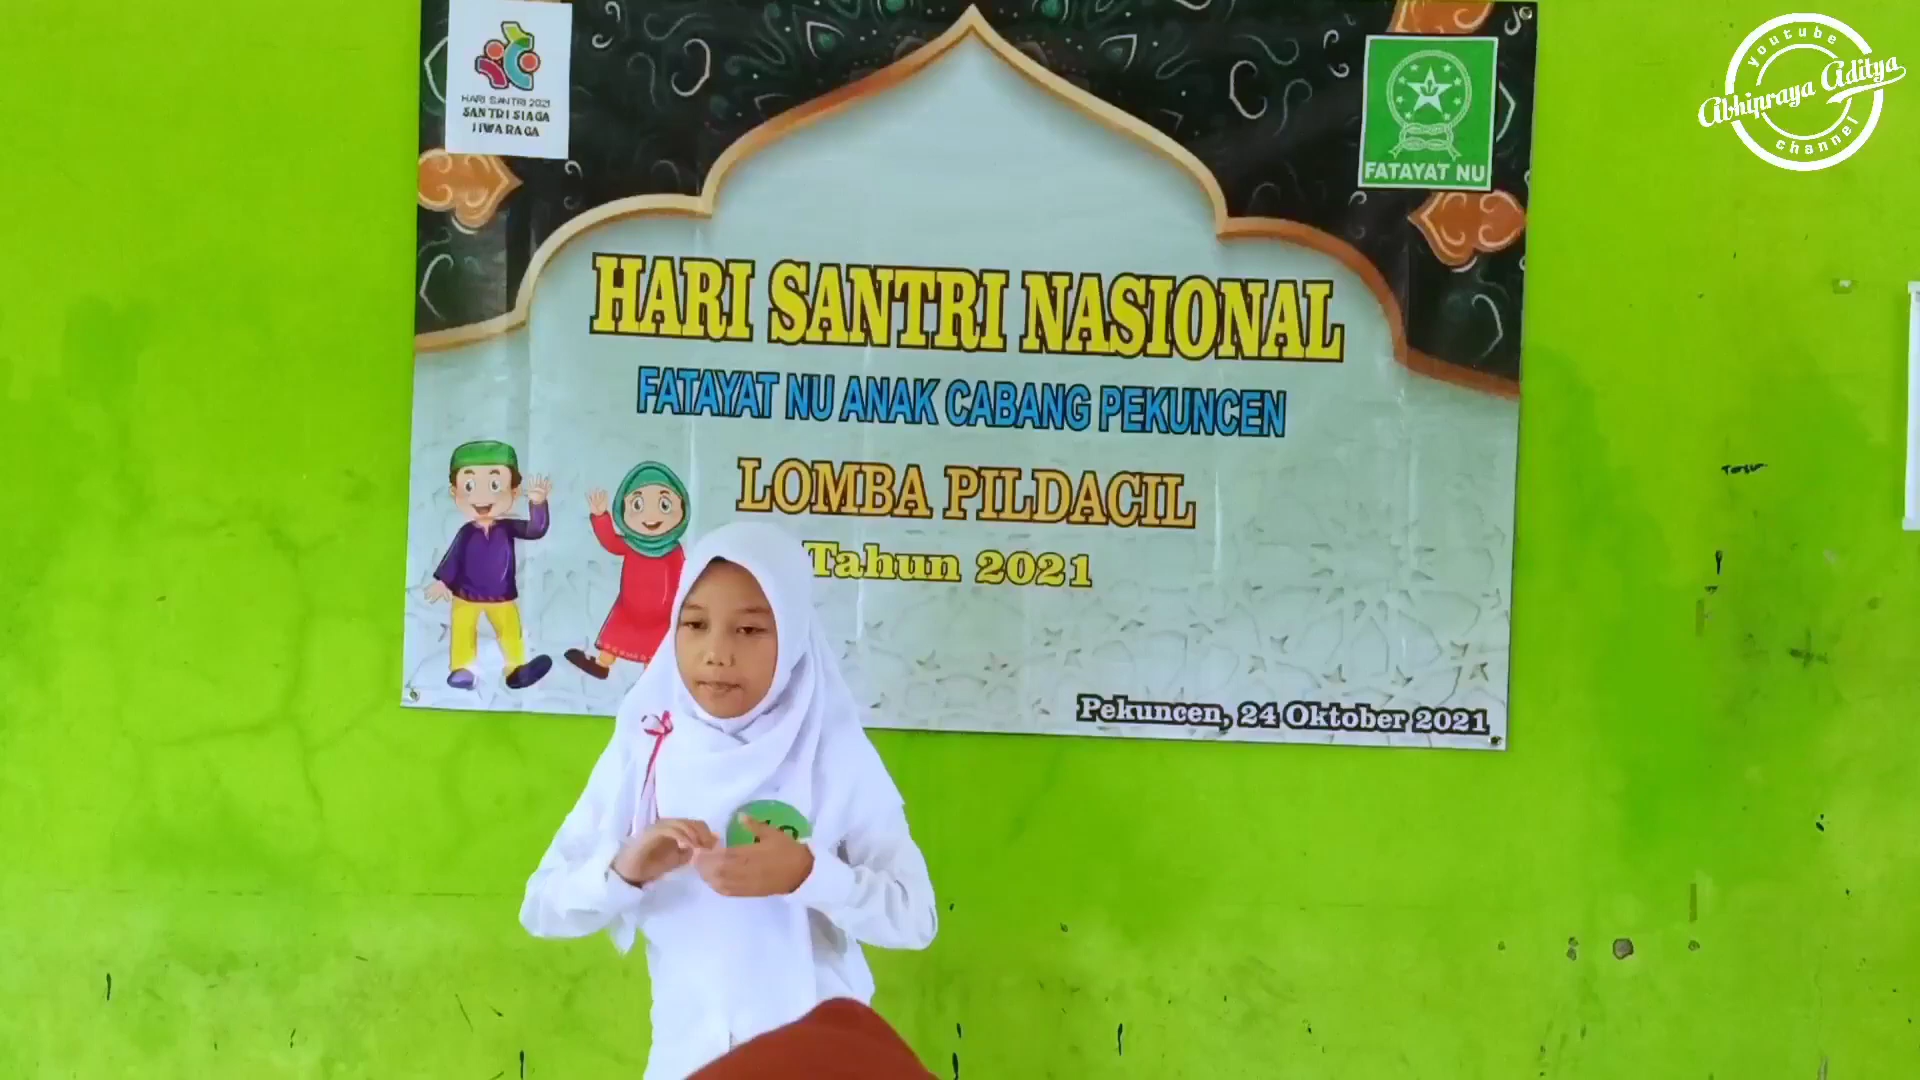 HARI SANTRI 2021
SANTRI SIAGA
JIWA RAGA
FATAYAT NU
youtube
Abhipraya Aditya
channel
HARI SANTRI NASIONAL
FATAYAT NU ANAK CABANG PEKUNCEN
LOMBA PILDACIL
Tahun 2021
Pekuncen, 24 Oktober 2021